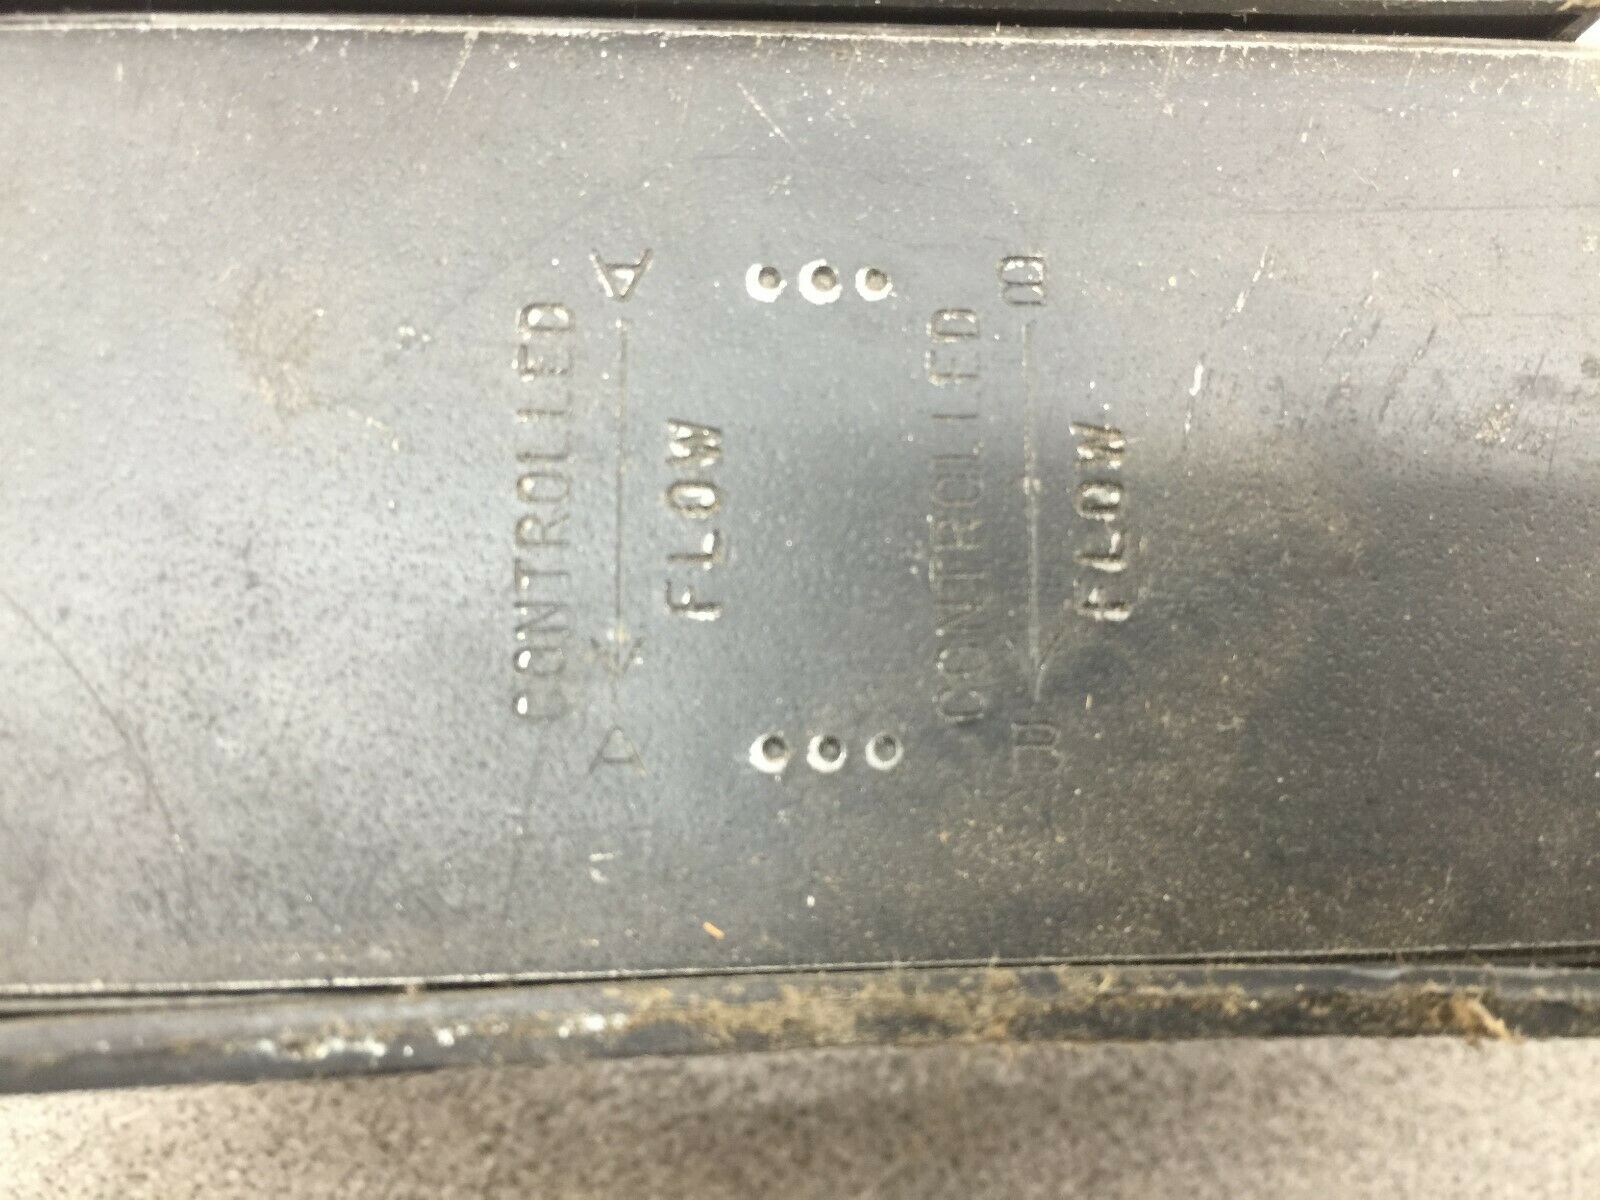 CONTROLLED
A ← A
FLOW
CONTROLLED
B ← B
FLOW